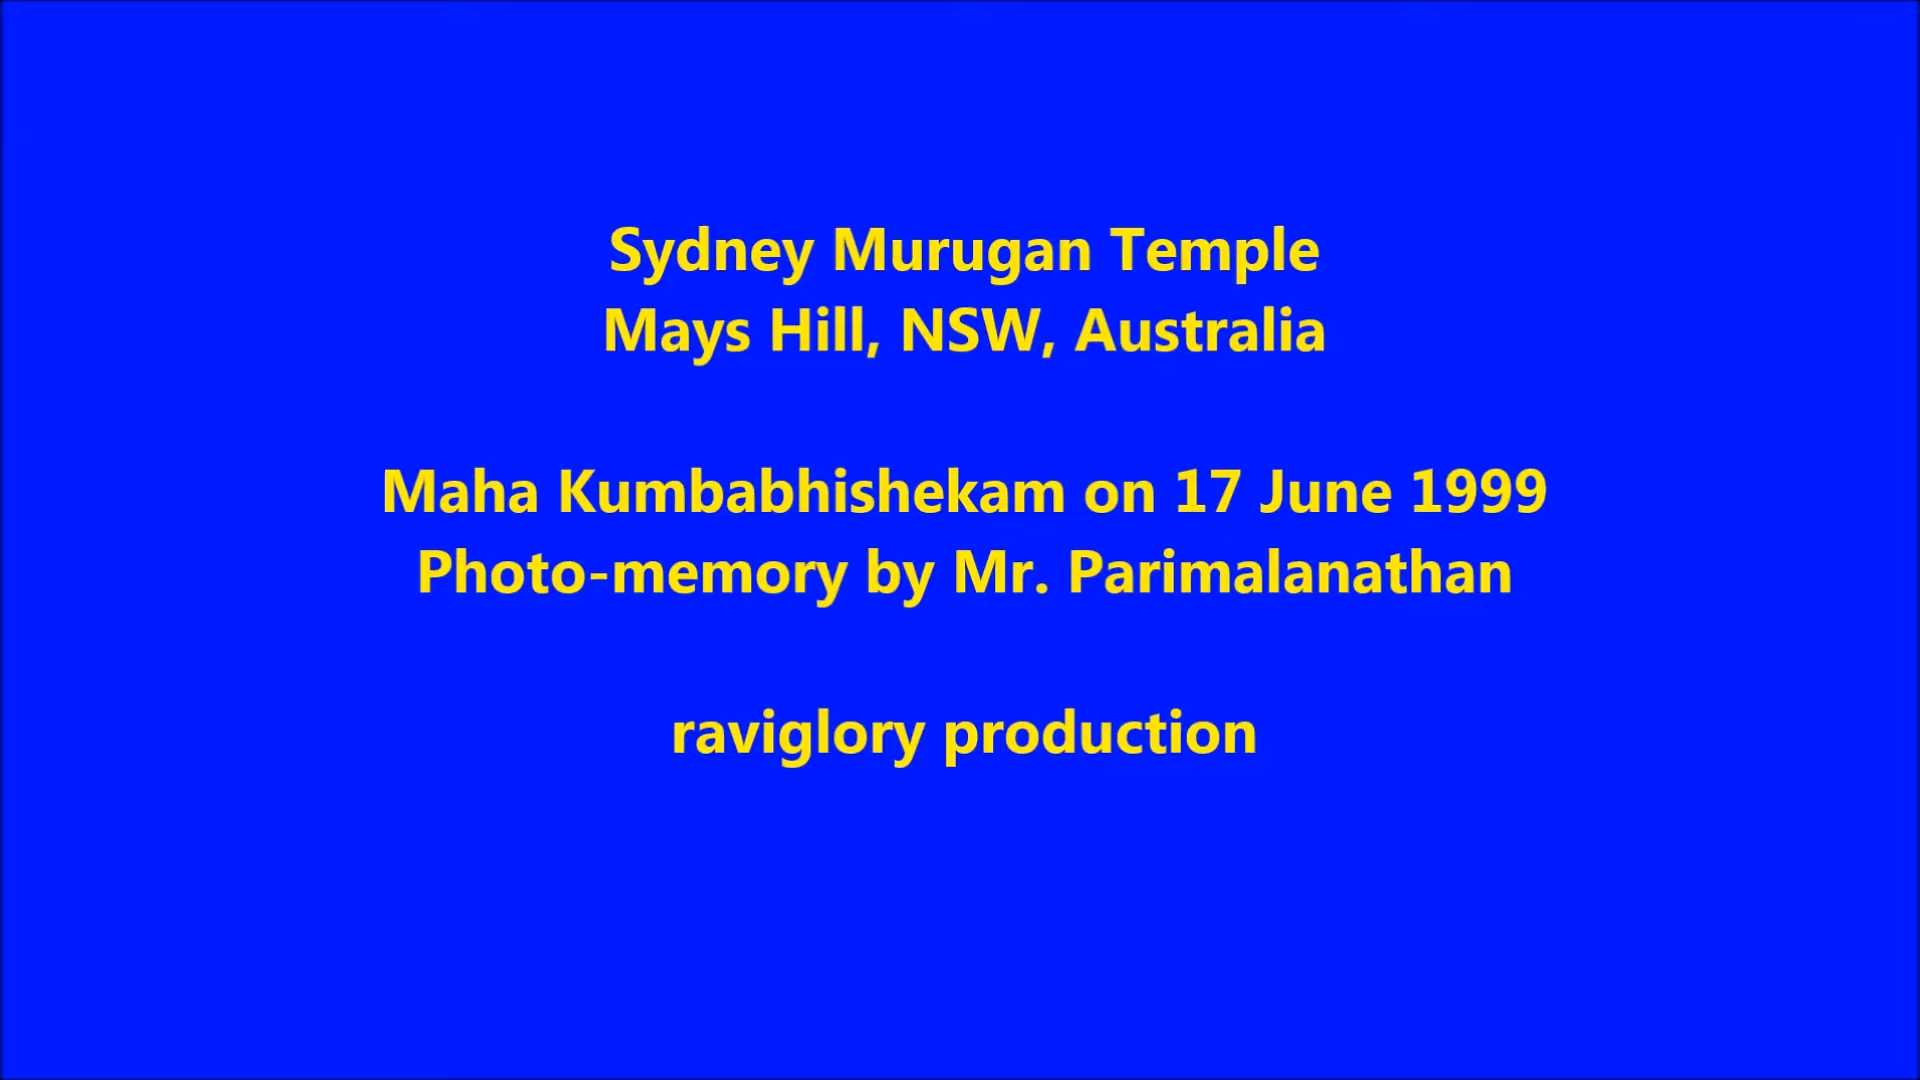 Sydney Murugan Temple
Mays Hill, NSW, Australia
Maha Kumbabhishekam on 17 June 1999
Photo-memory by Mr. Parimalanathan
raviglory production